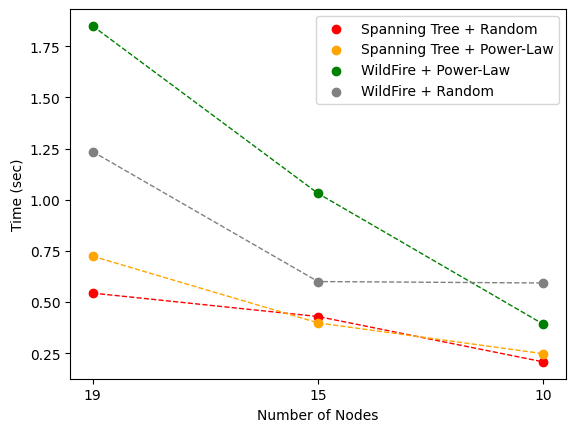 Spanning Tree + Random
Spanning Tree + Power-Law
WildFire + Power-Law
WildFire + Random
1.75
1.50
1.25
1.00
0.75
0.50
0.25
Time (sec)
19
15
10
Number of Nodes